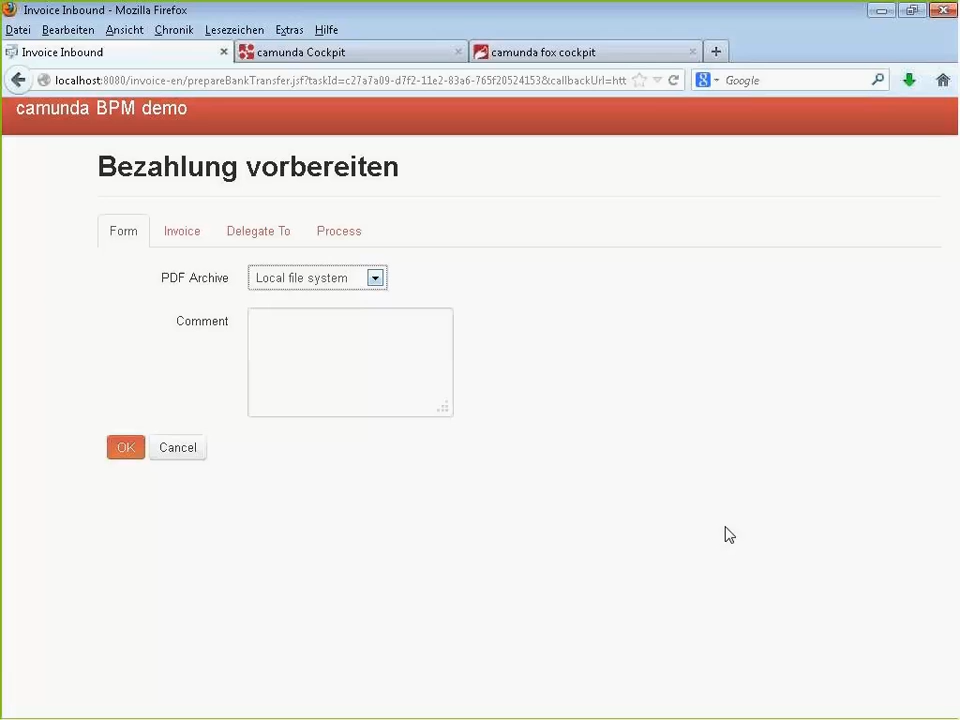 Invoice Inbound - Mozilla Firefox
Datei Bearbeiten Ansicht Chronik Lesezeichen Extras Hilfe
Invoice Inbound camunda Cockpit camunda fox cockpit
localhost:8080/invoice-en/prepareBankTransfer.jsf?taskId=c27a7a09-d7f2-11e2-83a6-765f20524153&callbackUrl=htt Google
camunda BPM demo
Bezahlung vorbereiten
Form Invoice Delegate To Process
PDF Archive Local file system
Comment
OK Cancel